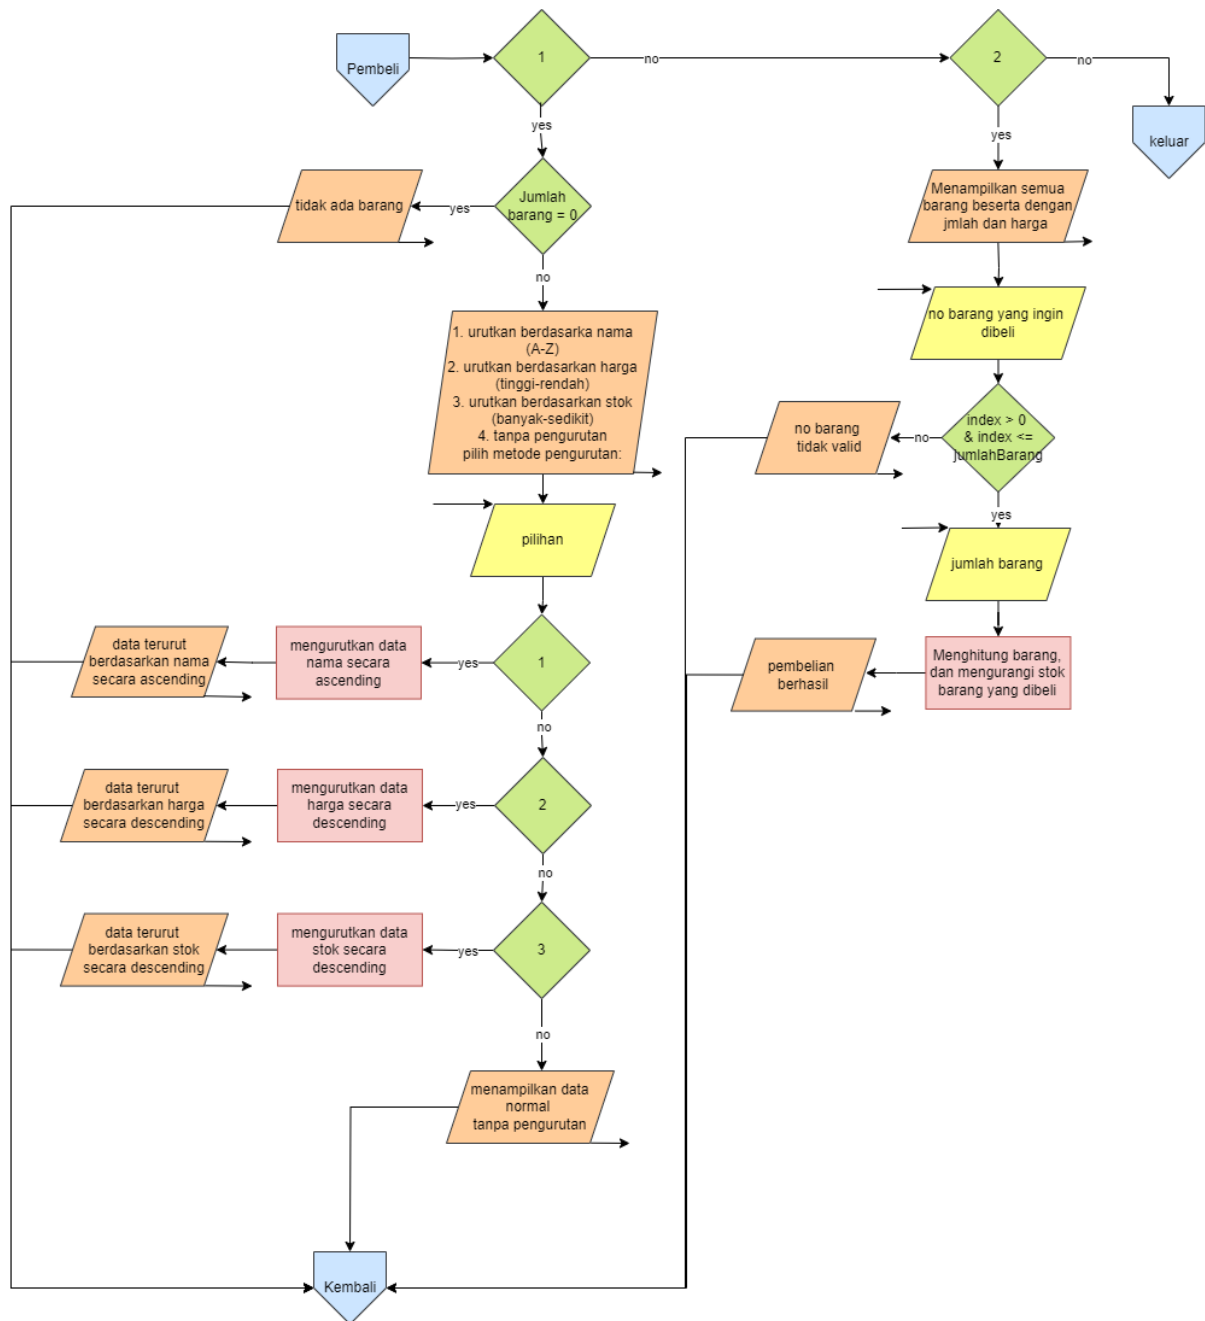 Pembeli
1
no
2
no
keluar
yes
Jumlah
barang = 0
yes
tidak ada barang
no
1. urutkan berdasarka nama
(A-Z)
2. urutkan berdasarkan harga
(tinggi-rendah)
3. urutkan berdasarkan stok
(banyak-sedikit)
4. tanpa pengurutan
pilih metode pengurutan:
pilihan
1
yes
mengurutkan data
nama secara
ascending
data terurut
berdasarkan nama
secara ascending
no
2
yes
mengurutkan data
harga secara
descending
data terurut
berdasarkan harga
secara descending
no
3
yes
mengurutkan data
stok secara
descending
data terurut
berdasarkan stok
secara descending
no
menampilkan data
normal
tanpa pengurutan
Kembali
yes
Menampilkan semua
barang beserta dengan
jmlah dan harga
no barang yang ingin
dibeli
index > 0
& index <=
jumlahBarang
no
no barang
tidak valid
yes
jumlah barang
Menghitung barang,
dan mengurangi stok
barang yang dibeli
pembelian
berhasil